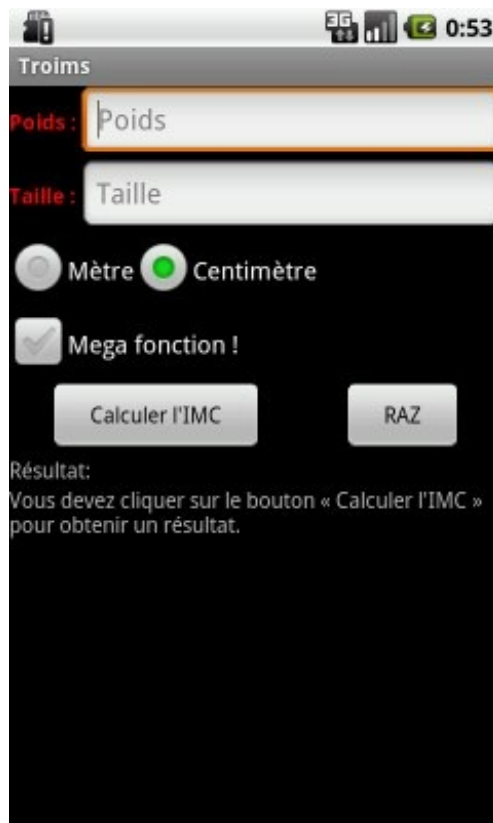 3G 0:53
Troims
Poids : Poids
Taille : Taille
Mètre Centimètre
Mega fonction !
Calculer l'IMC RAZ
Résultat:
Vous devez cliquer sur le bouton « Calculer l'IMC »
pour obtenir un résultat.